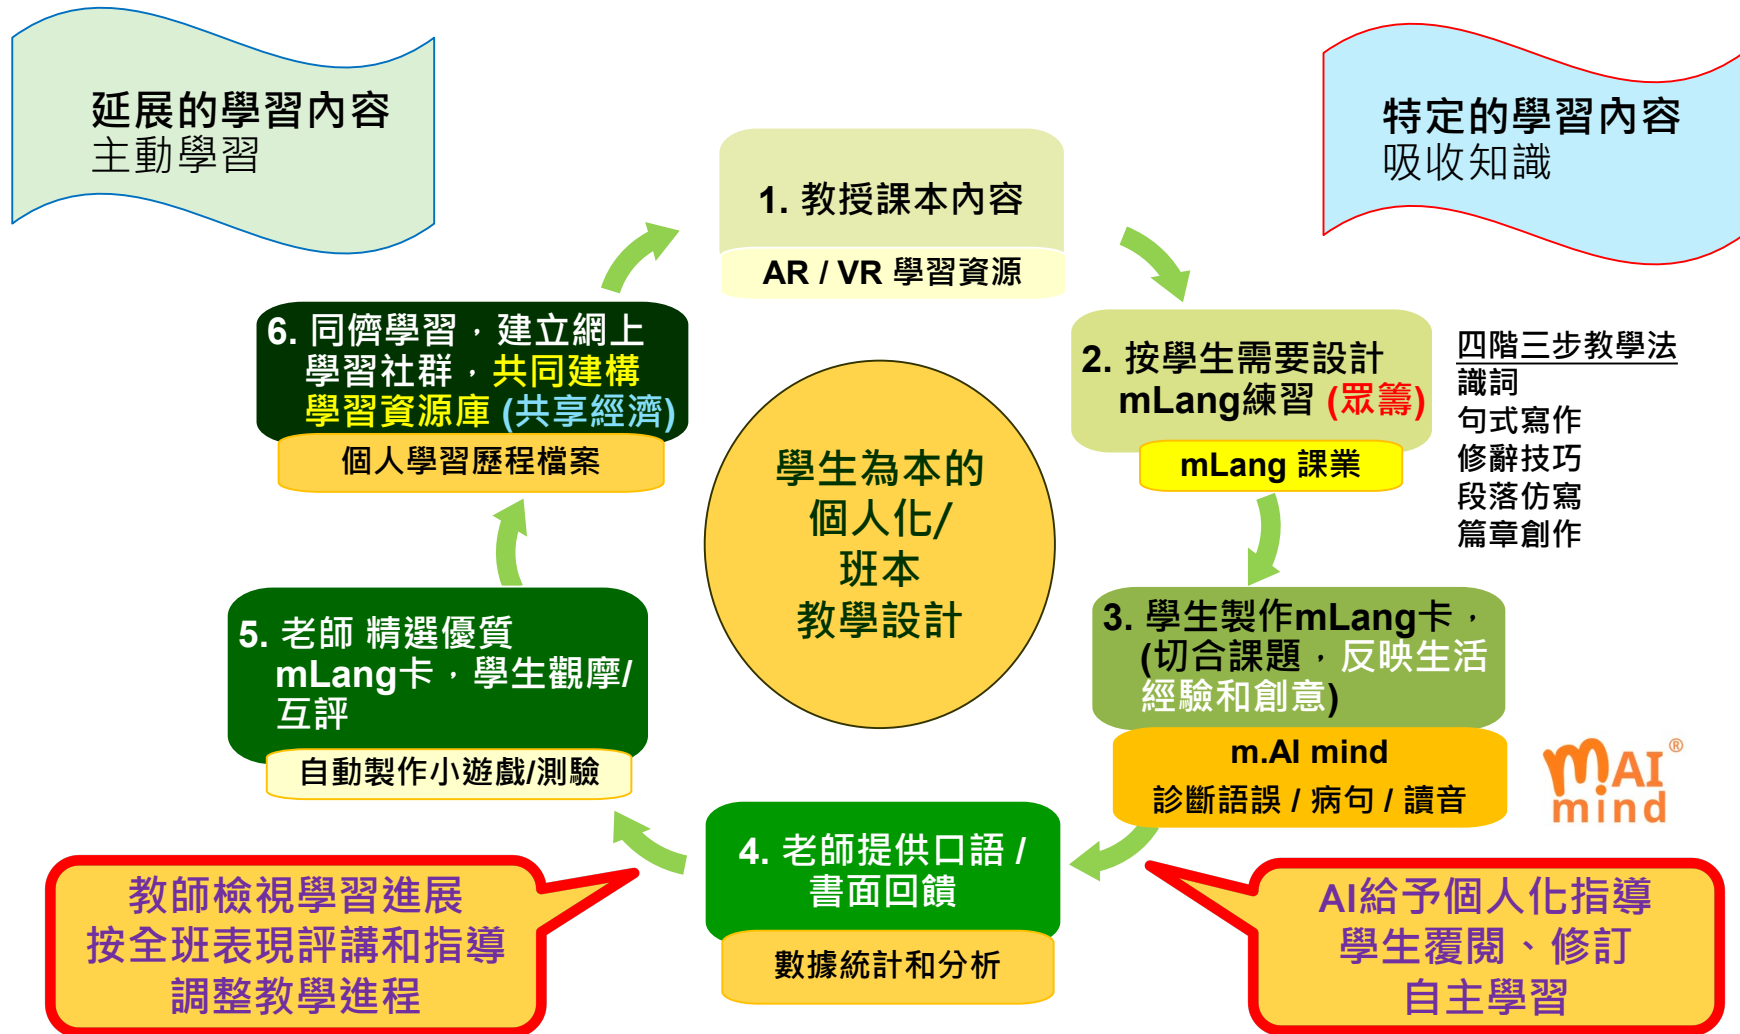 延展的學習內容
主動學習
特定的學習內容
吸收知識
1. 教授課本內容
AR / VR 學習資源
2. 按學生需要設計
mLang練習 (眾籌)
mLang 課業
四階三步教學法
識詞
句式寫作
修辭技巧
段落仿寫
篇章創作
3. 學生製作mLang卡，
(切合課題，反映生活
經驗和創意)
m.AI mind
診斷語誤 / 病句 / 讀音
mAI®
mind
AI給予個人化指導
學生覆閱、修訂
自主學習
4. 老師提供口語 /
書面回饋
數據統計和分析
教師檢視學習進展
按全班表現評講和指導
調整教學進程
5. 老師 精選優質
mLang卡，學生觀摩/
互評
自動製作小遊戲/測驗
6. 同儕學習，建立網上
學習社群，共同建構
學習資源庫 (共享經濟)
個人學習歷程檔案
學生為本的
個人化/
班本
教學設計